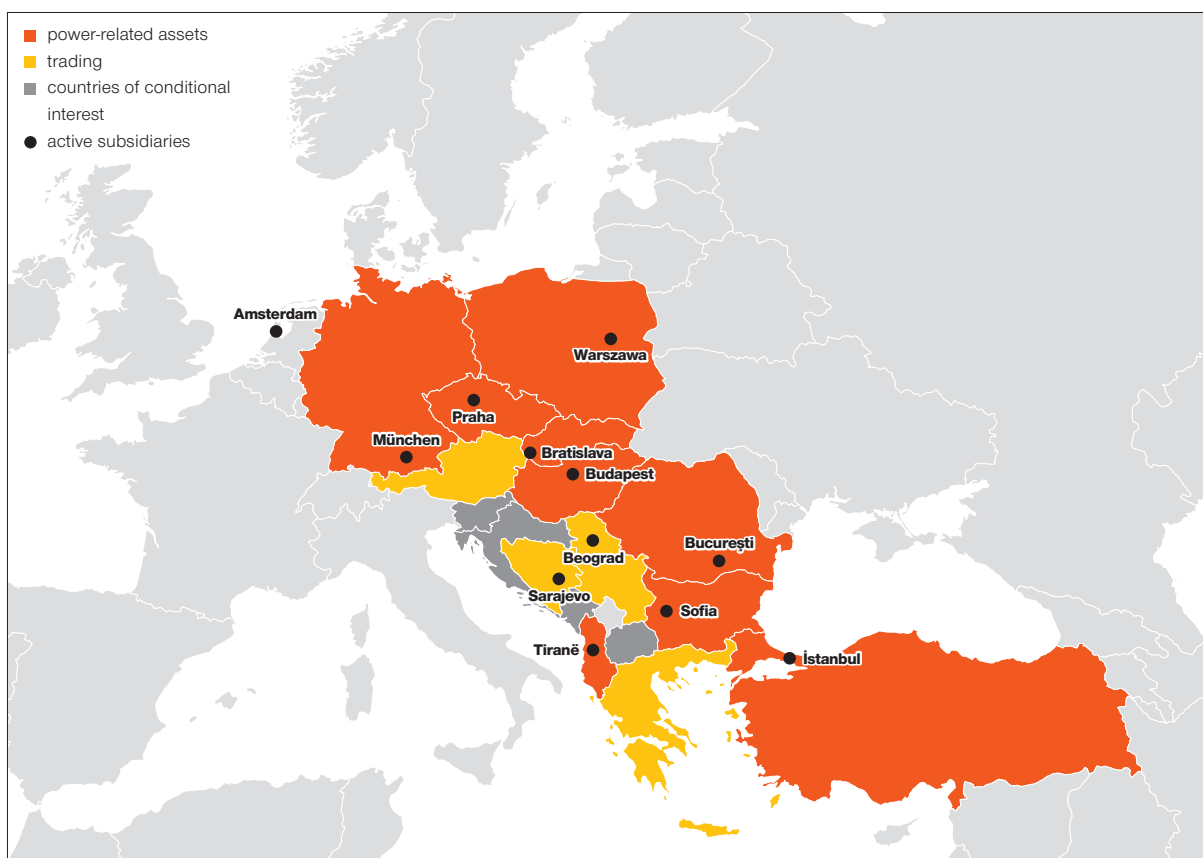 power-related assets
trading
countries of conditional
interest
active subsidiaries
Amsterdam
Warszawa
Praha
München
Bratislava
Budapest
Beograd
Bucureşti
Sarajevo
Sofia
Tiranë
İstanbul